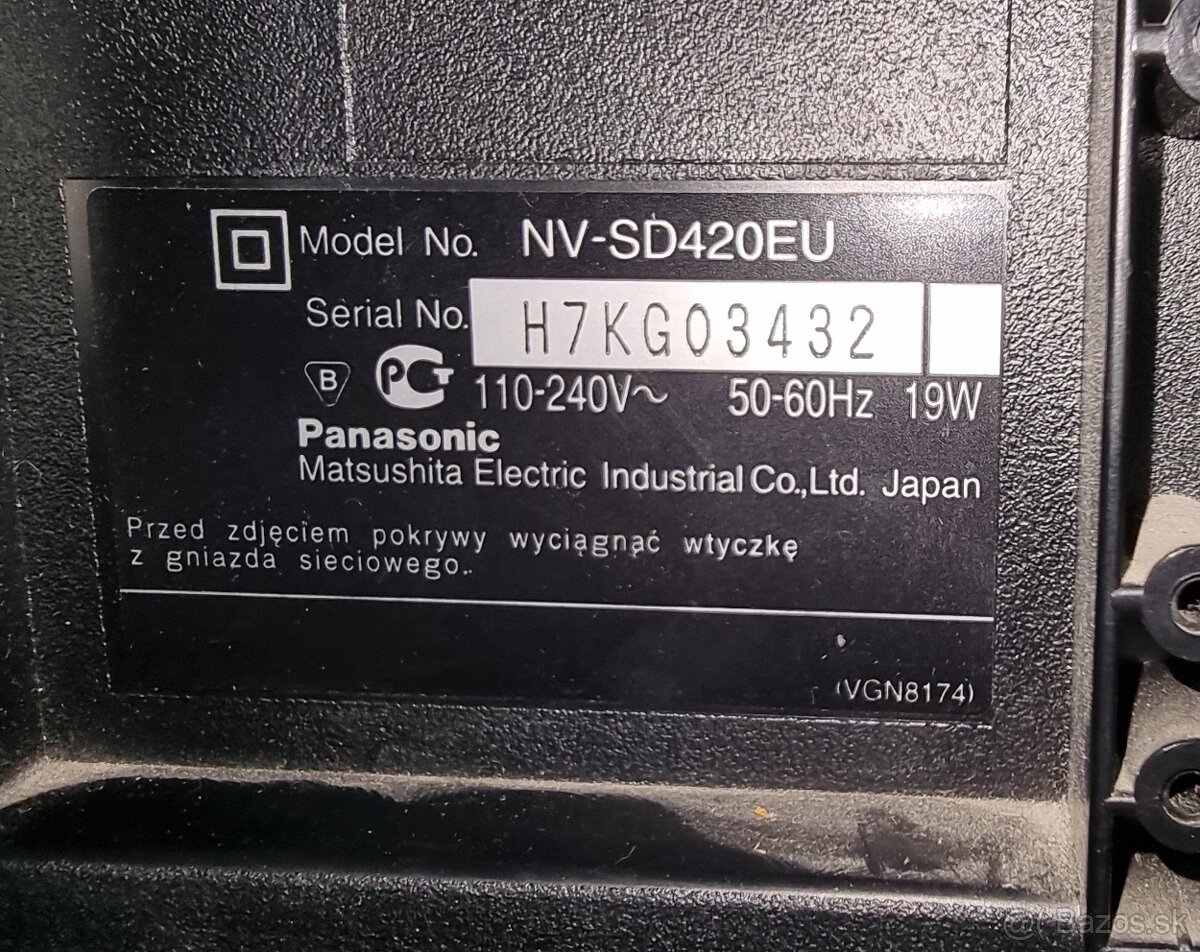 Model No. NV-SD420EU
Serial No. H7KG03432
B PCT 110-240V~ 50-60Hz 19W
Panasonic
Matsushita Electric Industrial Co.,Ltd. Japan
Przed zdjęciem pokrywy wyciągnąć wtyczkę
z gniazda sieciowego.
(VGN8174)
@ Bazos.sk